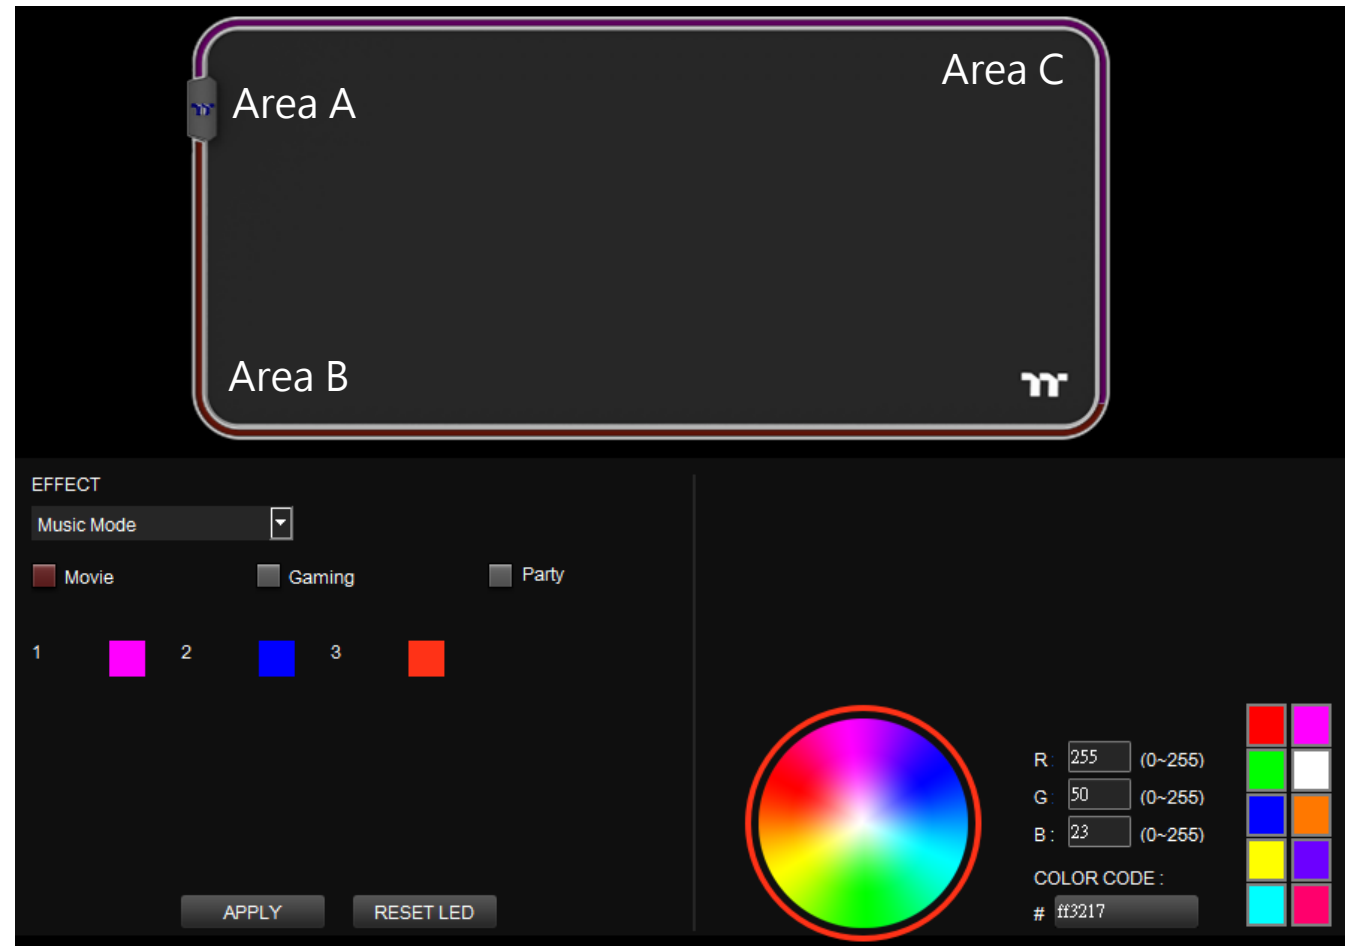 Area C
Area A
Area B
EFFECT
Music Mode
Movie Gaming Party
1 2 3
R: 255 (0~255)
G: 50 (0~255)
B: 23 (0~255)
COLOR CODE :
# ff3217
APPLY RESET LED